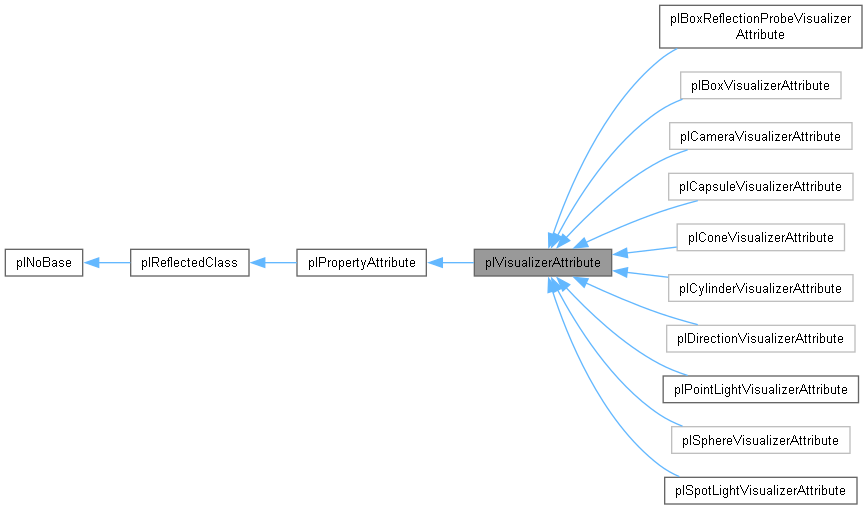 plBoxReflectionProbeVisualizer
Attribute
plBoxVisualizerAttribute
plCameraVisualizerAttribute
plCapsuleVisualizerAttribute
plConeVisualizerAttribute
plNoBase
plReflectedClass
plPropertyAttribute
plVisualizerAttribute
plCylinderVisualizerAttribute
plDirectionVisualizerAttribute
plPointLightVisualizerAttribute
plSphereVisualizerAttribute
plSpotLightVisualizerAttribute